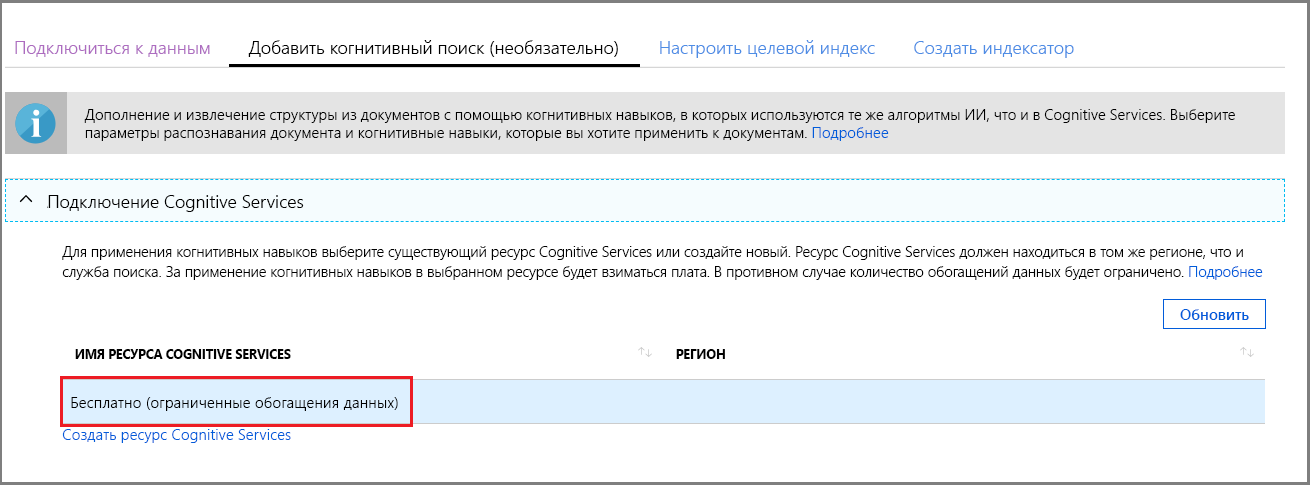 Подключиться к данным Добавить когнитивный поиск (необязательно) Настроить целевой индекс Создать индексатор
Дополнение и извлечение структуры из документов с помощью когнитивных навыков, в которых используются те же алгоритмы ИИ, что и в Cognitive Services. Выберите
параметры распознавания документа и когнитивные навыки, которые вы хотите применить к документам. Подробнее
Подключение Cognitive Services
Для применения когнитивных навыков выберите существующий ресурс Cognitive Services или создайте новый. Ресурс Cognitive Services должен находиться в том же регионе, что и
служба поиска. За применение когнитивных навыков в выбранном ресурсе будет взиматься плата. В противном случае количество обогащений данных будет ограничено. Подробнее
Обновить
ИМЯ РЕСУРСА COGNITIVE SERVICES РЕГИОН
Бесплатно (ограниченные обогащения данных)
Создать ресурс Cognitive Services